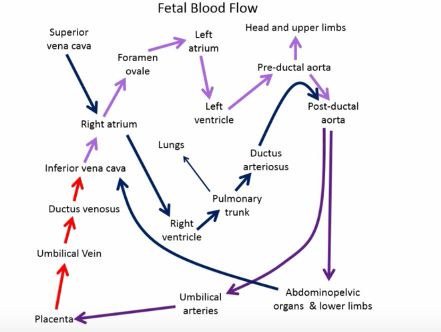 Fetal Blood Flow
Superior
vena cava
Foramen
ovale
Left
atrium
Head and upper limbs
Pre-ductal aorta
Left
ventricle
Post-ductal
aorta
Right atrium
Lungs
Ductus
arteriosus
Inferior vena cava
Ductus venosus
Pulmonary
trunk
Right
ventricle
Umbilical Vein
Umbilical
arteries
Abdominopelvic
organs & lower limbs
Placenta